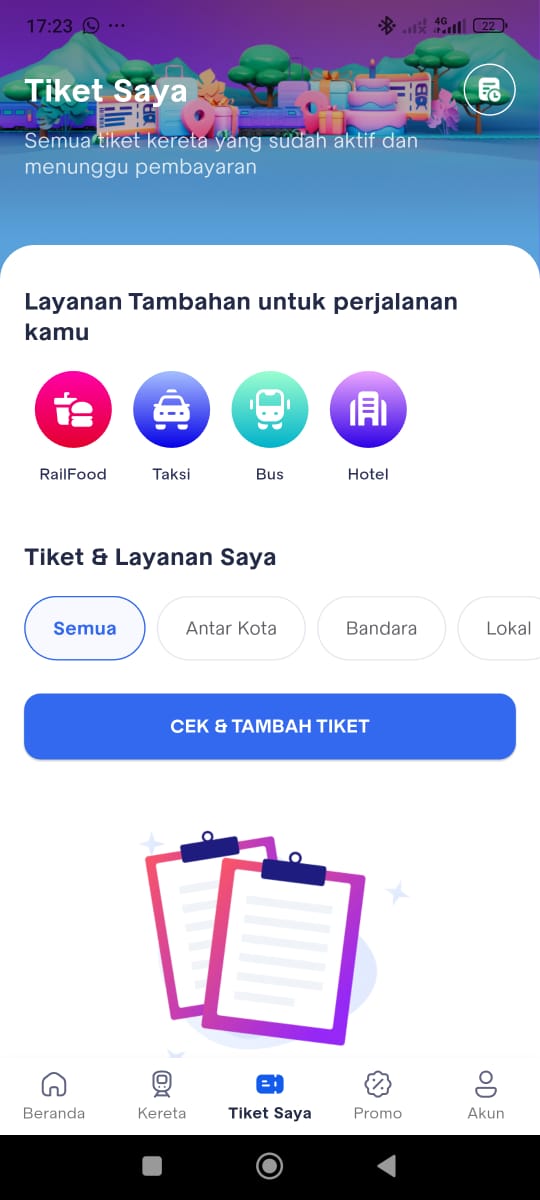 17:23
4G
22
Tiket Saya
Semua tiket kereta yang sudah aktif dan
menunggu pembayaran
Layanan Tambahan untuk perjalanan
kamu
RailFood Taksi Bus Hotel
Tiket & Layanan Saya
Semua Antar Kota Bandara Lokal
CEK & TAMBAH TIKET
Beranda Kereta Tiket Saya Promo Akun